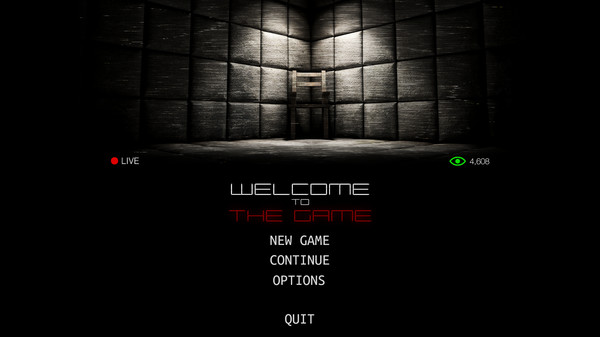 LIVE 4,608
WELCOME
TO
THE GAME
NEW GAME
CONTINUE
OPTIONS
QUIT